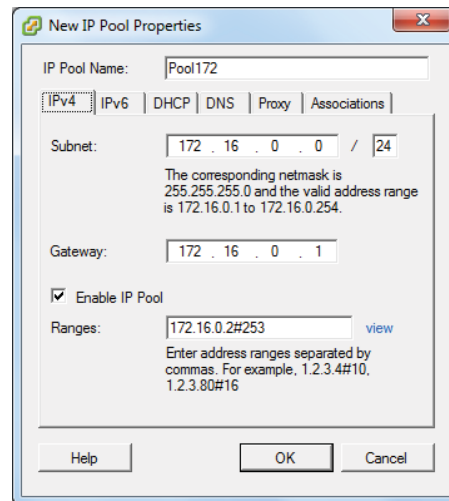 New IP Pool Properties
IP Pool Name: Pool172
IPv4 IPv6 DHCP DNS Proxy Associations
Subnet: 172 . 16 . 0 . 0 / 24
The corresponding netmask is
255.255.255.0 and the valid address range
is 172.16.0.1 to 172.16.0.254.
Gateway: 172 . 16 . 0 . 1
Enable IP Pool
Ranges: 172.16.0.2#253 view
Enter address ranges separated by
commas. For example, 1.2.3.4#10,
1.2.3.80#16
Help OK Cancel